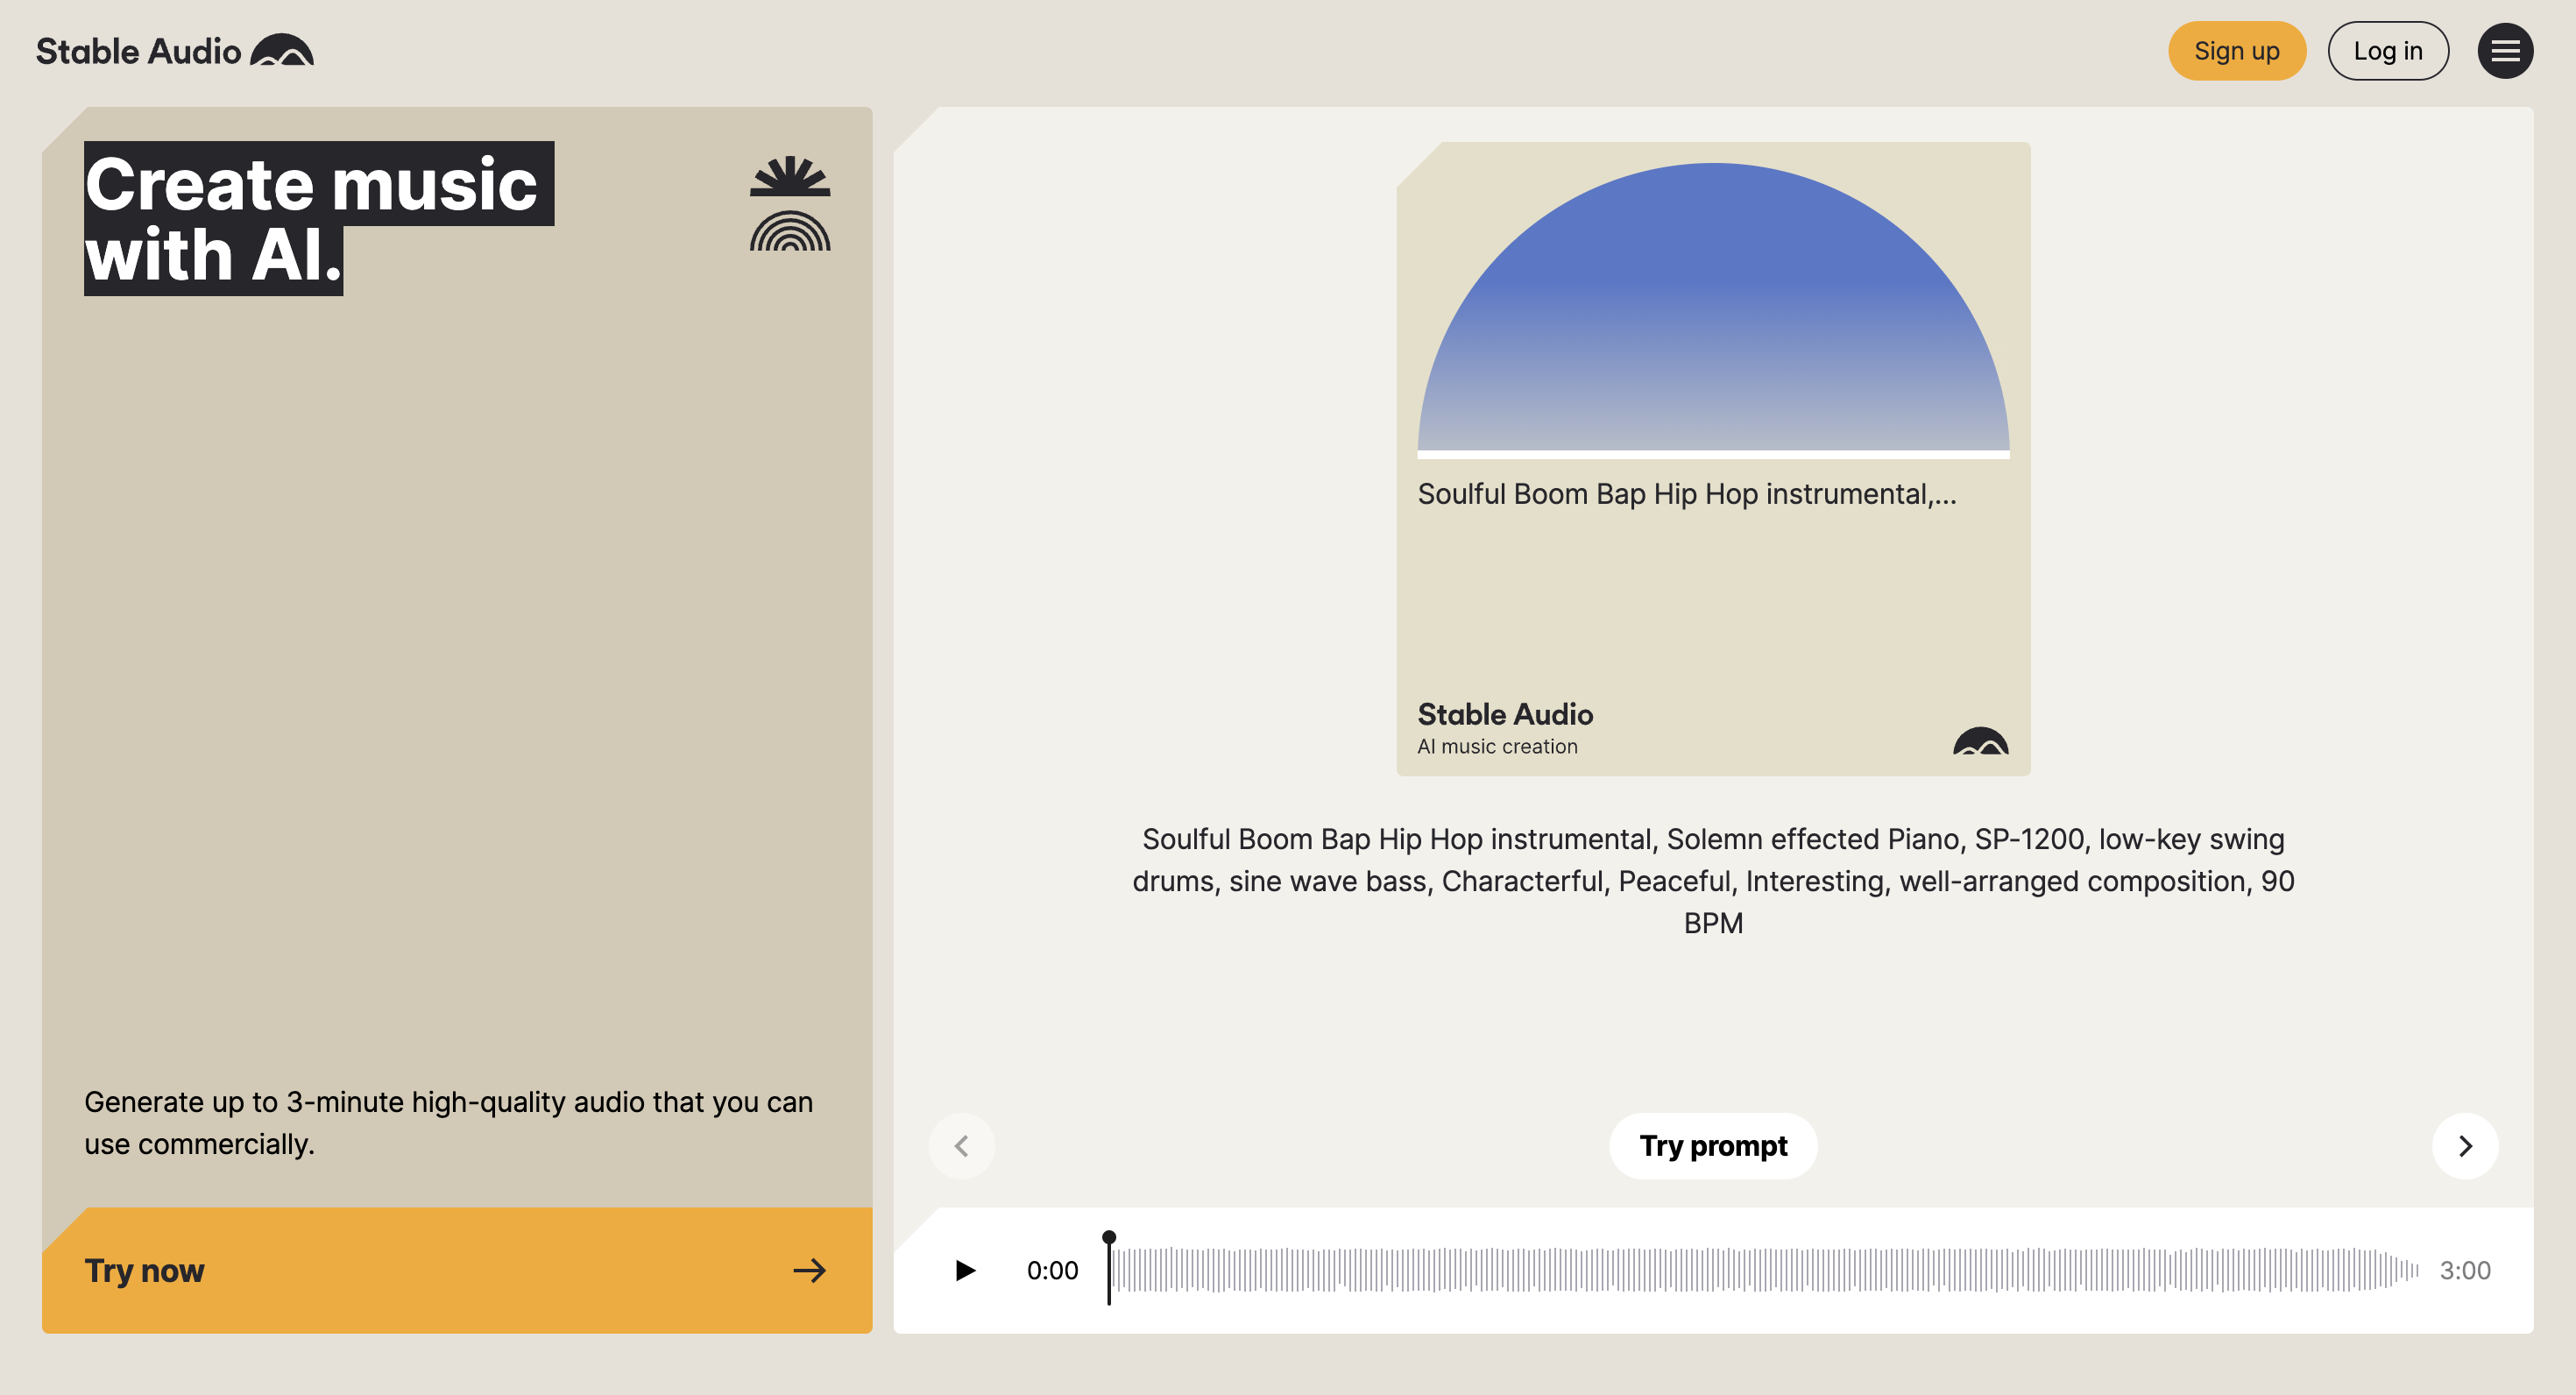 Stable Audio
Sign up
Log in
Create music
with AI.
Generate up to 3-minute high-quality audio that you can
use commercially.
Try now
Soulful Boom Bap Hip Hop instrumental,...
Stable Audio
AI music creation
Soulful Boom Bap Hip Hop instrumental, Solemn effected Piano, SP-1200, low-key swing
drums, sine wave bass, Characterful, Peaceful, Interesting, well-arranged composition, 90
BPM
Try prompt
0:00
3:00